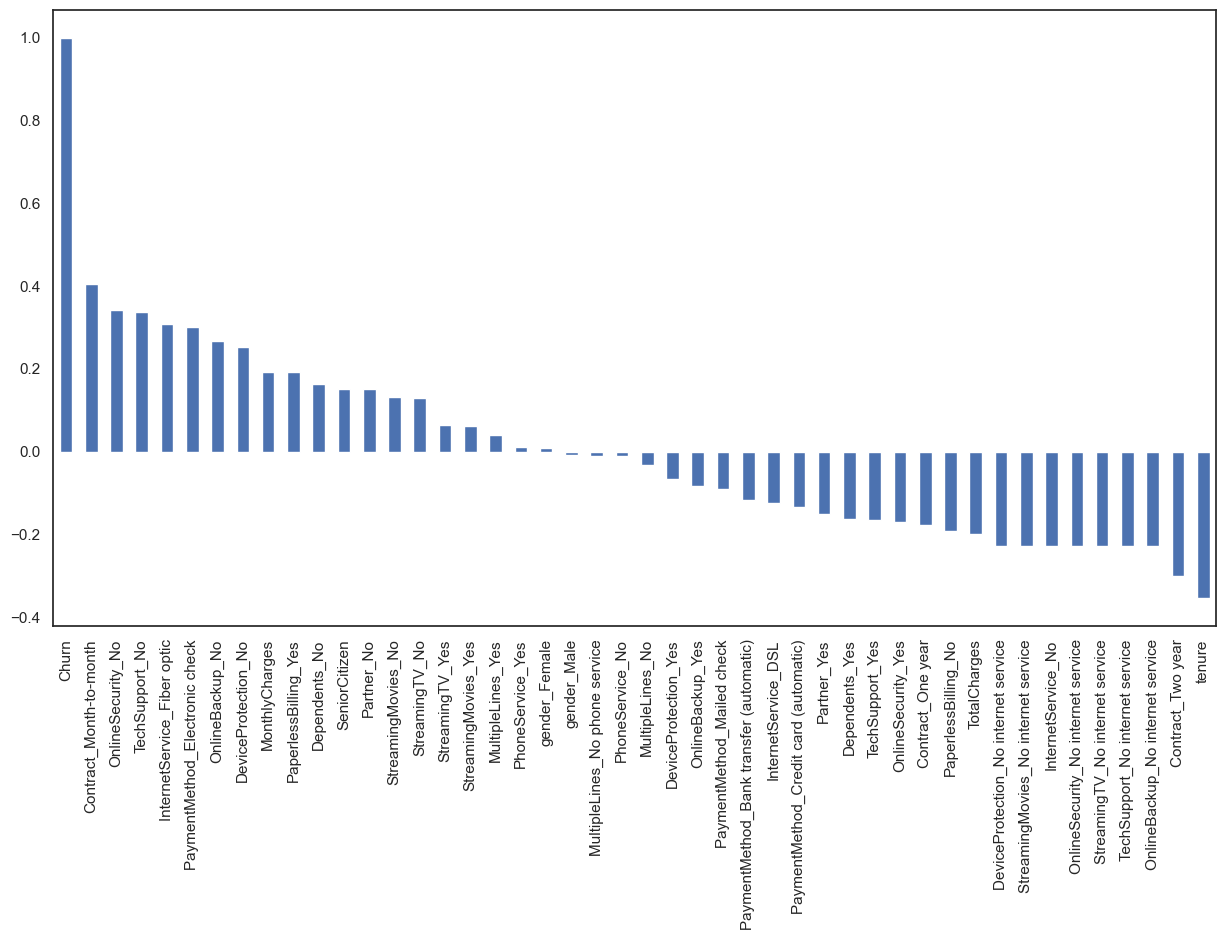 1.0
0.8
0.6
0.4
0.2
0.0
−0.2
−0.4
Churn
Contract_Month-to-month
OnlineSecurity_No
TechSupport_No
InternetService_Fiber optic
PaymentMethod_Electronic check
OnlineBackup_No
DeviceProtection_No
MonthlyCharges
PaperlessBilling_Yes
Dependents_No
SeniorCitizen
Partner_No
StreamingMovies_No
StreamingTV_No
StreamingTV_Yes
StreamingMovies_Yes
MultipleLines_Yes
PhoneService_Yes
gender_Female
gender_Male
MultipleLines_No phone service
PhoneService_No
MultipleLines_No
DeviceProtection_Yes
OnlineBackup_Yes
PaymentMethod_Mailed check
PaymentMethod_Bank transfer (automatic)
InternetService_DSL
PaymentMethod_Credit card (automatic)
Partner_Yes
Dependents_Yes
TechSupport_Yes
OnlineSecurity_Yes
Contract_One year
PaperlessBilling_No
TotalCharges
DeviceProtection_No internet service
StreamingMovies_No internet service
InternetService_No
OnlineSecurity_No internet service
StreamingTV_No internet service
TechSupport_No internet service
OnlineBackup_No internet service
Contract_Two year
tenure